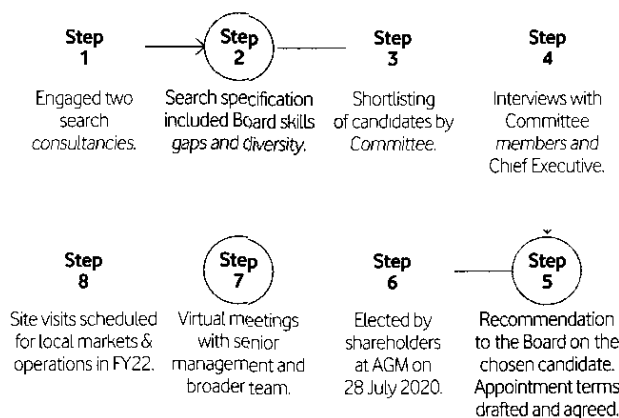 Step
1
Engaged two
search
consultancies.
Step
2
Search specification
included Board skills
gaps and diversity.
Step
3
Shortlisting
of candidates by
Committee.
Step
4
Interviews with
Committee
members and
Chief Executive.
Step
8
Site visits scheduled
for local markets &
operations in FY22.
Step
7
Virtual meetings
with senior
management and
broader team.
Step
6
Elected by
shareholders
at AGM on
28 July 2020.
Step
5
Recommendation
to the Board on the
chosen candidate.
Appointment terms
drafted and agreed.